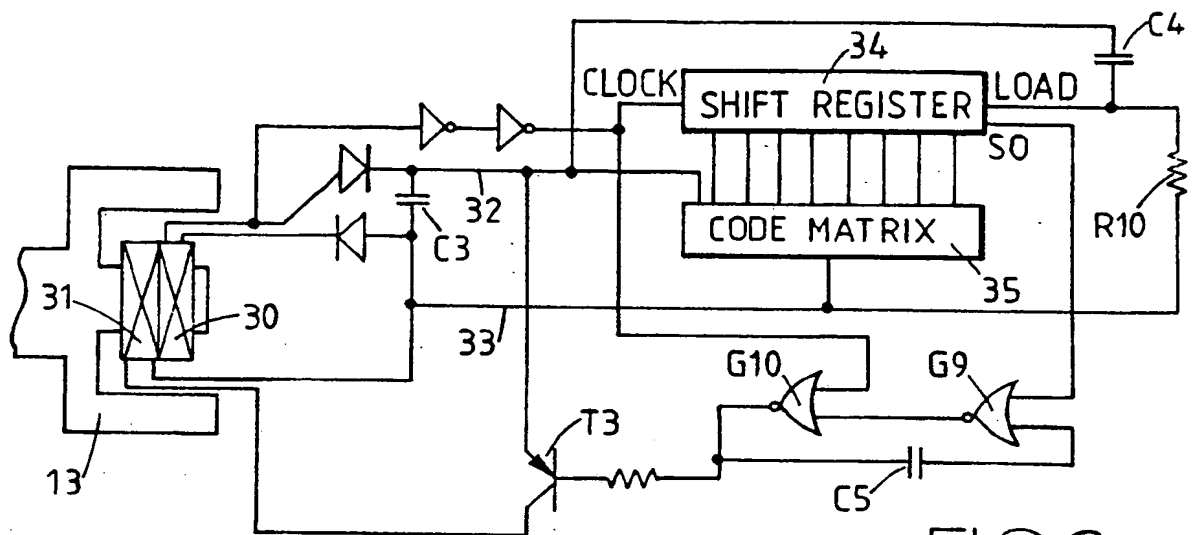 C4
34
CLOCK
LOAD
SHIFT REGISTER
SO
32
C3
R10
CODE MATRIX
35
31
30
33
G10
G9
T3
13
C5